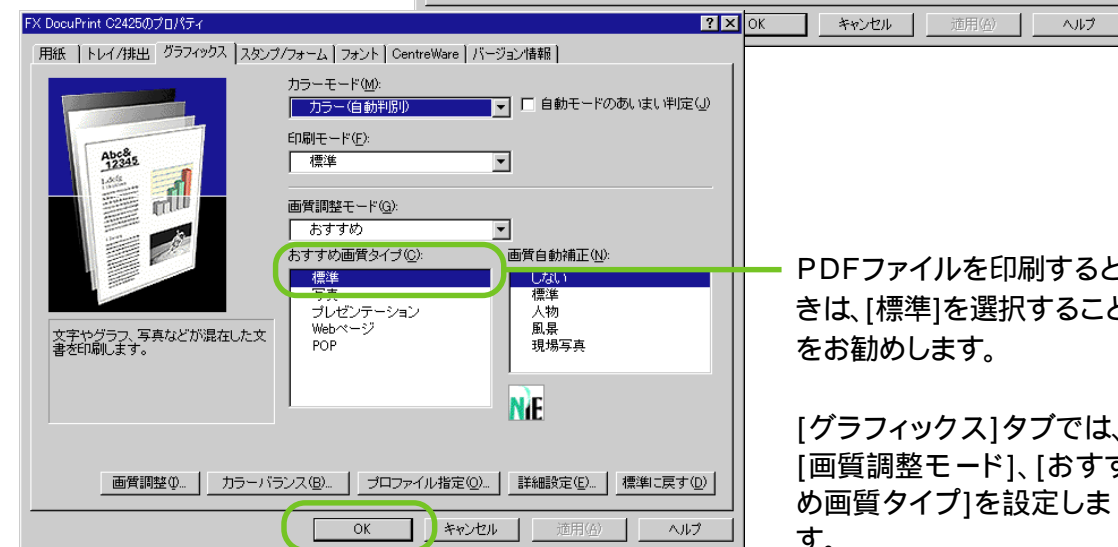 OK キャンセル 適用(A) ヘルプ
FX DocuPrint C2425のプロパティ
用紙 トレイ/排出 グラフィックス スタンプ/フォーム フォント CentreWare バージョン情報
カラーモード(M):
カラー(自動判別) 自動モードのあいまい判定(J)
印刷モード(F):
標準
画質調整モード(G):
おすすめ
おすすめ画質タイプ(C): 画質自動補正(N):
標準
写真
プレゼンテーション
Webページ
POP
しない
標準
人物
風景
現場写真
Abc&
12345
文字やグラフ、写真などが混在した文
書を印刷します。
画質調整(I)... カラーバランス(B)... プロファイル指定(O)... 詳細設定(E)... 標準に戻す(D)
OK キャンセル 適用(A) ヘルプ
PDFファイルを印刷すると
きは、[標準]を選択すること
をお勧めします。
[グラフィックス]タブでは、
[画質調整モード]、[おすす
め画質タイプ]を設定しま
す。